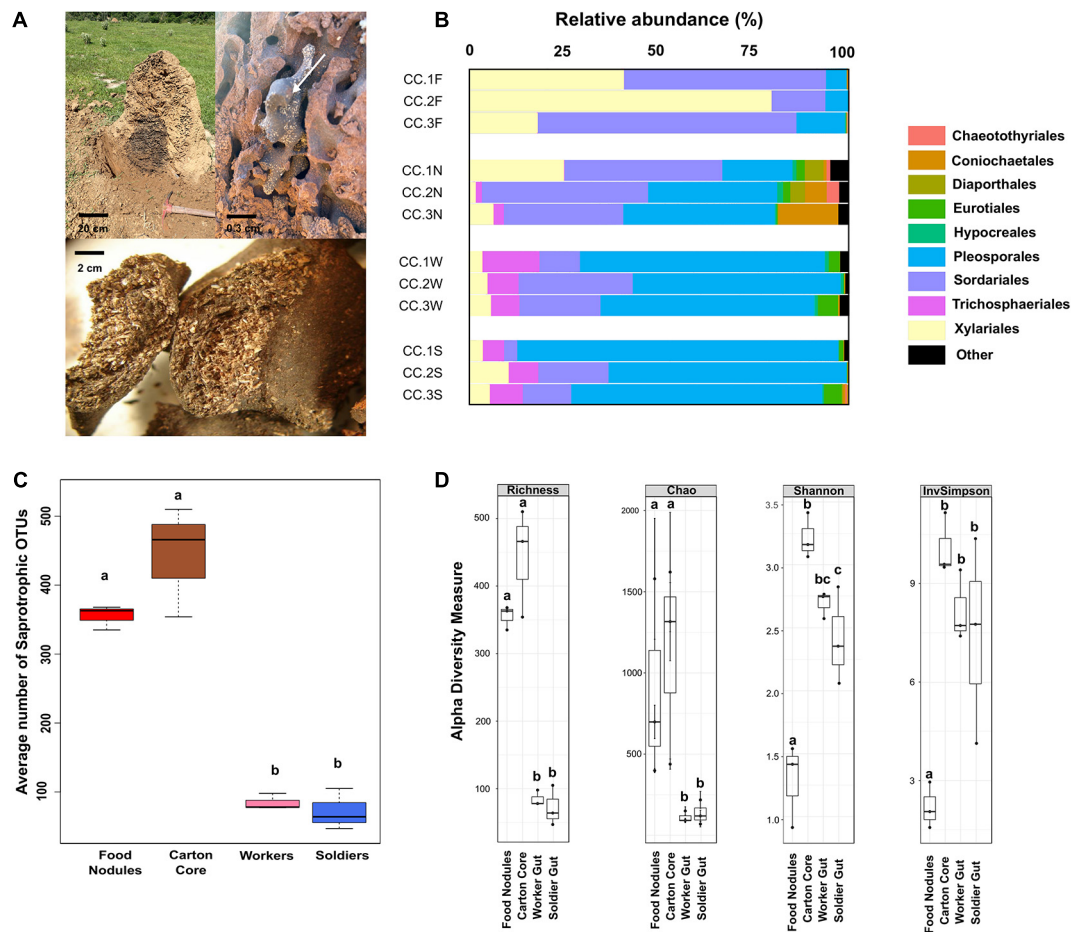 A
20 cm
0.3 cm
2 cm
B
Relative abundance (%)
0 25 50 75 100
CC.1F
CC.2F
CC.3F
CC.1N
CC.2N
CC.3N
CC.1W
CC.2W
CC.3W
CC.1S
CC.2S
CC.3S
Chaetotothyriales
Coniochaetales
Diaporthales
Eurotiales
Hypocreales
Pleosporales
Sordariales
Trichosphaeriales
Xylariales
Other
C
Average number of Saprotrophic OTUs
500
400
300
200
100
a
a
b
b
Food Nodules
Carton Core
Workers
Soldiers
D
Alpha Diversity Measure
Richness
500
400
300
200
100
a
a
b
b
Food Nodules
Carton Core
Worker Gut
Soldier Gut
Chao
2000
1500
1000
500
a
a
b
b
Food Nodules
Carton Core
Worker Gut
Soldier Gut
Shannon
3.5
3.0
2.5
2.0
1.5
1.0
a
b
bc
c
Food Nodules
Carton Core
Worker Gut
Soldier Gut
InvSimpson
9
6
3
a
b
b
b
Food Nodules
Carton Core
Worker Gut
Soldier Gut